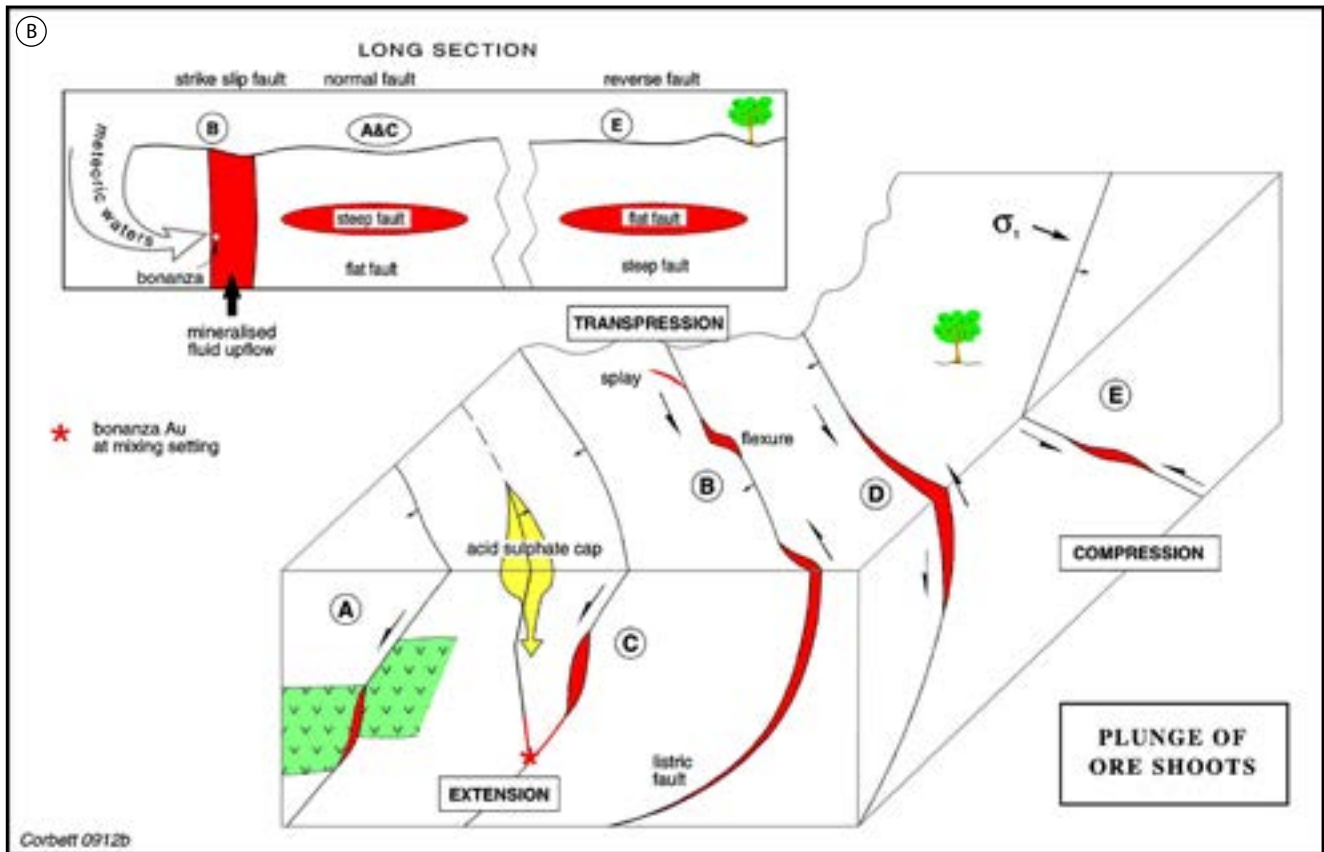 B
LONG SECTION
strike slip fault normal fault reverse fault
B A&C E
meteoric waters
steep fault flat fault
bonanza flat fault steep fault
mineralised
fluid upflow
* bonanza Au
at mixing setting
TRANSPRESSION
σ₁
splay
flexure
E
B
D
acid sulphate cap
COMPRESSION
A
C
listric
fault
EXTENSION
PLUNGE OF
ORE SHOOTS
Corbett 0912b